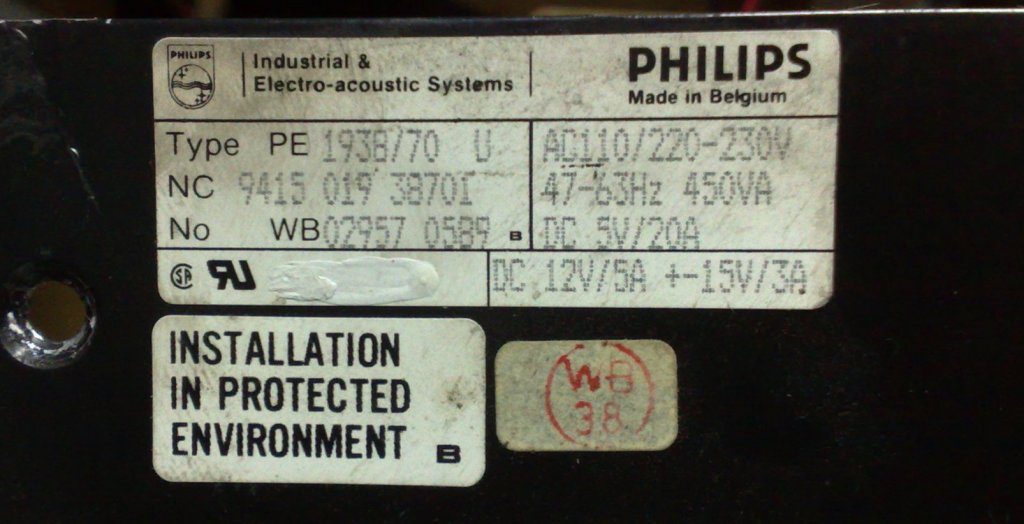 PHILIPS
Industrial &
Electro-acoustic Systems
PHILIPS
Made in Belgium
Type PE 1938/70 U
NC 9415 019 38701
No WB02957 0589 B
AC110/220-230V
47-63Hz 450VA
DC 5V/20A
SA RU
DC 12V/5A +-15V/3A
INSTALLATION
IN PROTECTED
ENVIRONMENT B
WB
38